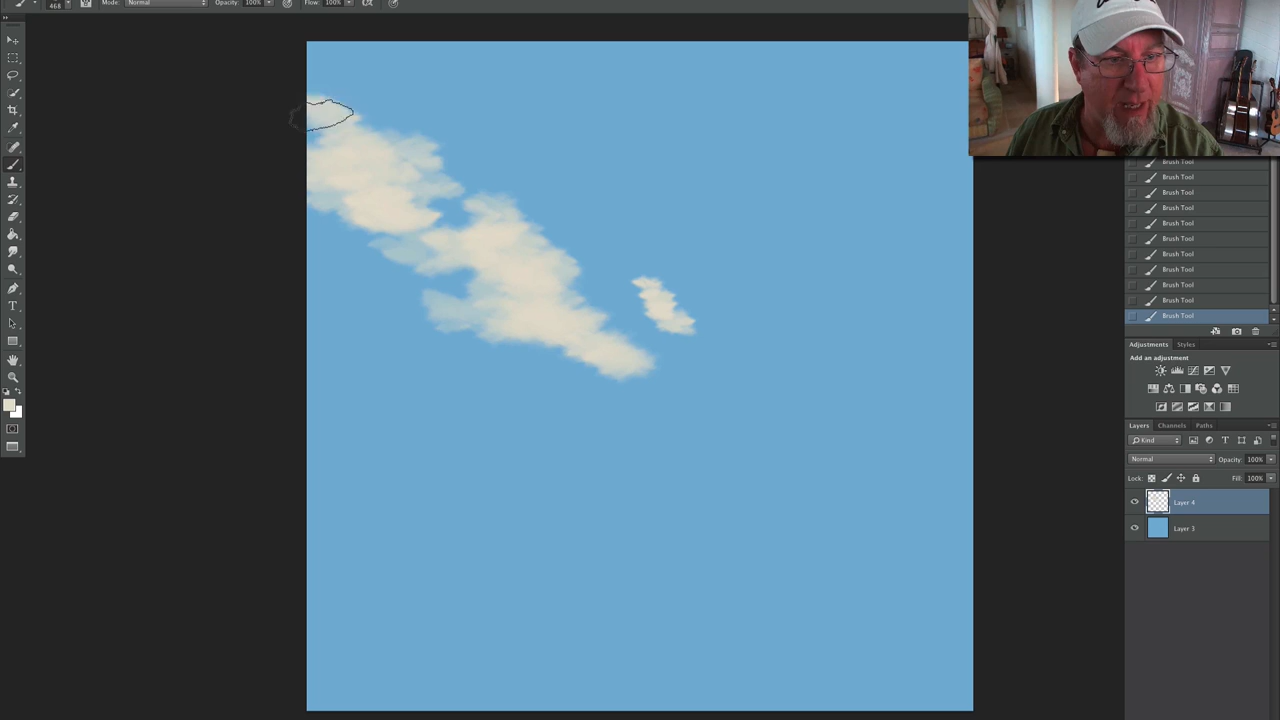 468 Mode: Normal Opacity: 100% Flow: 100%
Brush Tool
Brush Tool
Brush Tool
Brush Tool
Brush Tool
Brush Tool
Brush Tool
Brush Tool
Brush Tool
Brush Tool
Brush Tool
Adjustments Styles
Add an adjustment
Layers Channels Paths
Kind
Normal Opacity: 100%
Lock: Fill: 100%
Layer 4
Layer 3